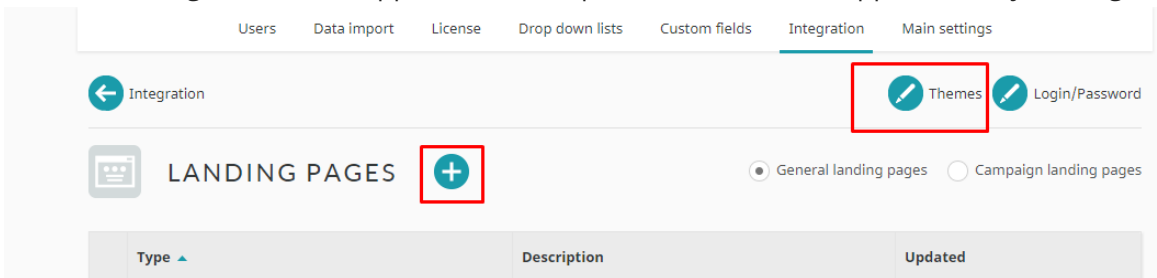 Users Data import License Drop down lists Custom fields Integration Main settings
Integration Themes Login/Password
LANDING PAGES General landing pages Campaign landing pages
Type Description Updated